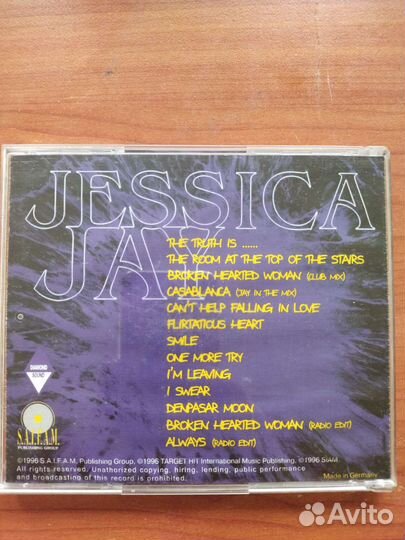 JESSICA
JAY
THE TRUTH IS ......
THE ROOM AT THE TOP OF THE STAIRS
BROKEN HEARTED WOMAN (CLUB MIX)
CASABLANCA (JAY IN THE MIX)
CAN'T HELP FALLING IN LOVE
FLIRTATIOUS HEART
SMILE
ONE MORE TRY
I'M LEAVING
I SWEAR
DENPASAR MOON
BROKEN HEARTED WOMAN (RADIO EDIT)
ALWAYS (RADIO EDIT)
DIAMOND
SOUND
S.A.I.F.A.M.
PUBLISHING GROUP
©1996 S.A.I.F.A.M. Publishing Group, ©1996 TARGET HIT International Music Publishing, ©1996 SIAM.
All rights reserved. Unathorized copying, hiring, lending, public performance
and broadcasting of this record is prohibited.
Made in Germany
Avito